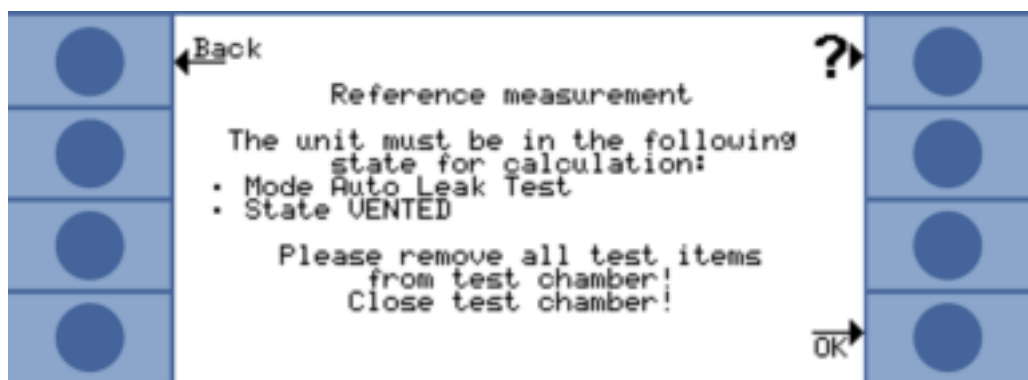 Back
?
Reference measurement
The unit must be in the following
state for calculation:
· Mode Auto Leak Test
· State VENTED
Please remove all test items
from test chamber!
Close test chamber!
OK